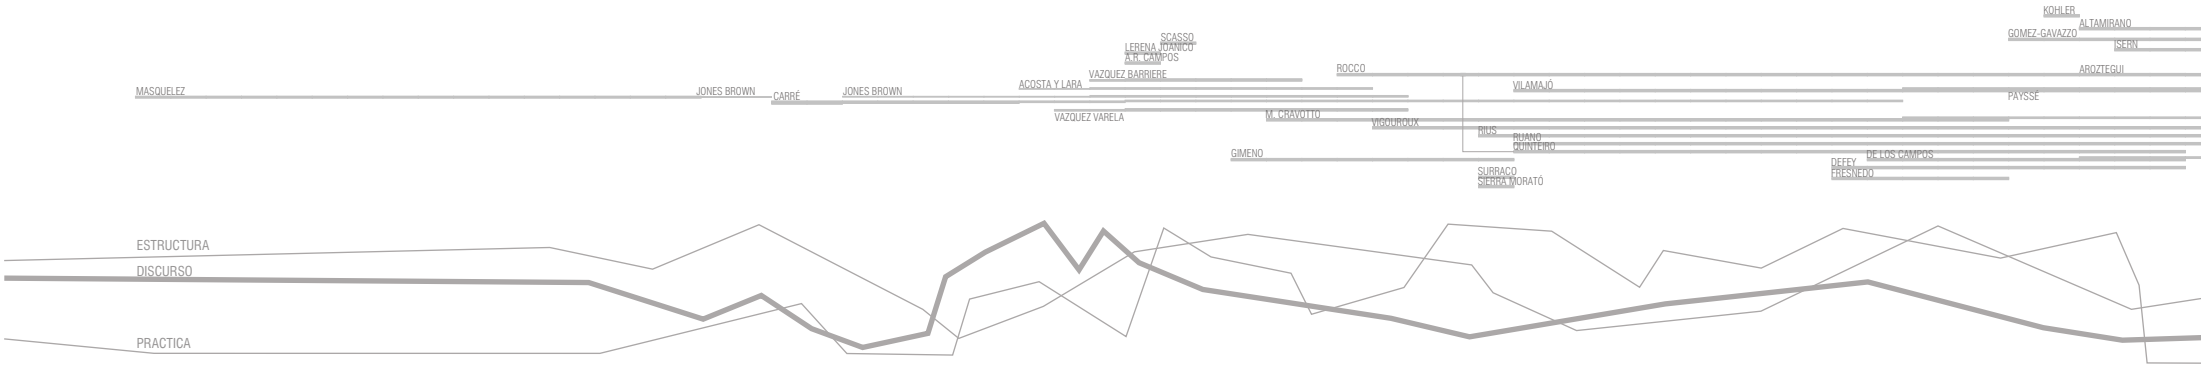 KOHLER
ALTAMIRANO
GOMEZ-GAVAZZO
ISERN
SCASSO
LERENA JOANICO
A.R. CAMPOS
ROCCO
AROZTEGUI
VAZQUEZ BARRIERE
ACOSTA Y LARA
VILAMAJÓ
MASQUELEZ
JONES BROWN
CARRÉ
JONES BROWN
PAYSSÉ
VAZQUEZ VARELA
M. CRAVOTTO
VIGOUROUX
RIUS
RUANO
QUINTEIRO
GIMENO
DE LOS CAMPOS
DEFEY
FRESNEDO
SURRACO
SIERRA MORATÓ
ESTRUCTURA
DISCURSO
PRACTICA